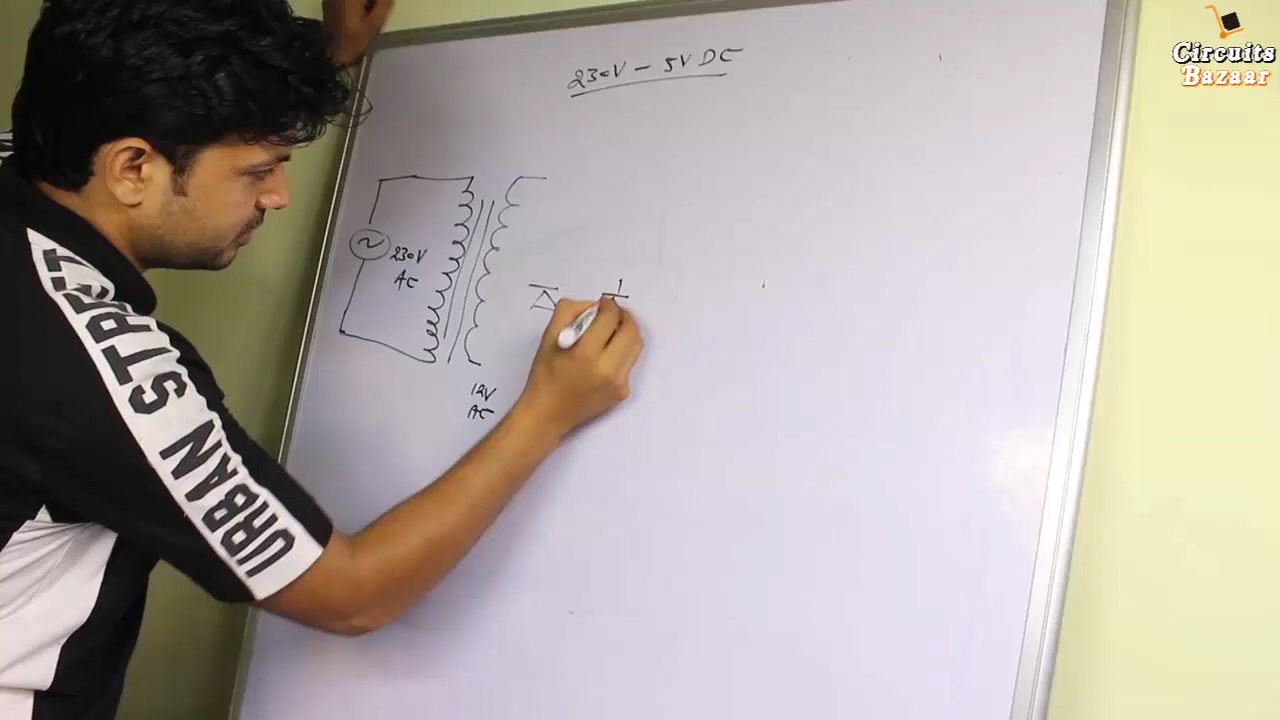 Circuits
Bazaar
230V - 5V DC
230V
AC
12V
AC
URBAN STREET